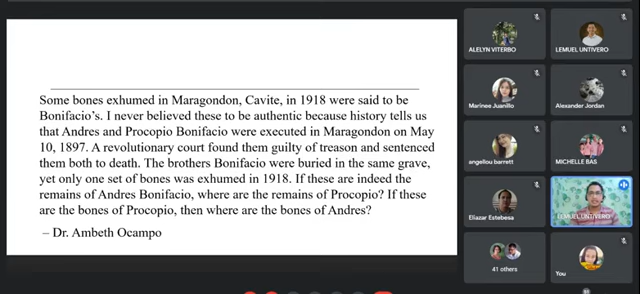 Some bones exhumed in Maragondon, Cavite, in 1918 were said to be
Bonifacio's. I never believed these to be authentic because history tells us
that Andres and Procopio Bonifacio were executed in Maragondon on May
10, 1897. A revolutionary court found them guilty of treason and sentenced
them both to death. The brothers Bonifacio were buried in the same grave,
yet only one set of bones was exhumed in 1918. If these are indeed the
remains of Andres Bonifacio, where are the remains of Procopio? If these
are the bones of Procopio, then where are the bones of Andres?
– Dr. Ambeth Ocampo
ALELYN VITERBO
LEMUEL UNTIVERO
Marinee Juanillo
Alexander Jordan
angeliou barrett
MICHELLE BAS
Eliazar Estebesa
LEMUEL UNTIVERO
41 others
You